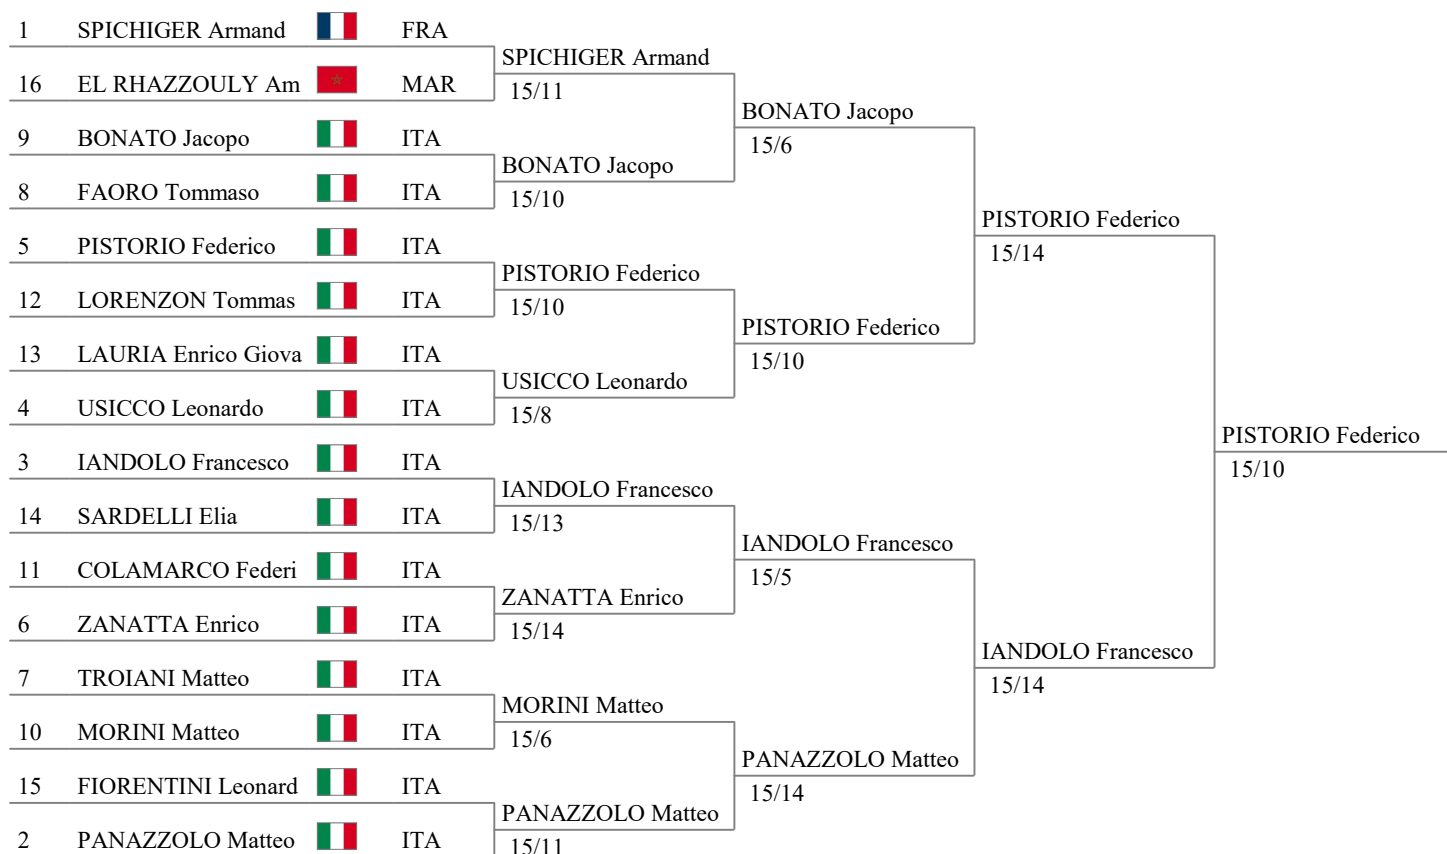 1 SPICHIGER Armand FRA
SPICHIGER Armand
16 EL RHAZZOULY Am MAR
15/11
BONATO Jacopo
9 BONATO Jacopo ITA
15/6
BONATO Jacopo
8 FAORO Tommaso ITA
15/10
PISTORIO Federico
5 PISTORIO Federico ITA
15/14
PISTORIO Federico
12 LORENZON Tommas ITA
15/10
PISTORIO Federico
13 LAURIA Enrico Giova ITA
15/10
USICCO Leonardo
4 USICCO Leonardo ITA
15/8
PISTORIO Federico
3 IANDOLO Francesco ITA
15/10
IANDOLO Francesco
14 SARDELLI Elia ITA
15/13
IANDOLO Francesco
11 COLAMARCO Federi ITA
15/5
ZANATTA Enrico
6 ZANATTA Enrico ITA
15/14
IANDOLO Francesco
7 TROIANI Matteo ITA
15/14
MORINI Matteo
10 MORINI Matteo ITA
15/6
PANAZZOLO Matteo
15 FIORENTINI Leonard ITA
15/14
PANAZZOLO Matteo
2 PANAZZOLO Matteo ITA
15/11